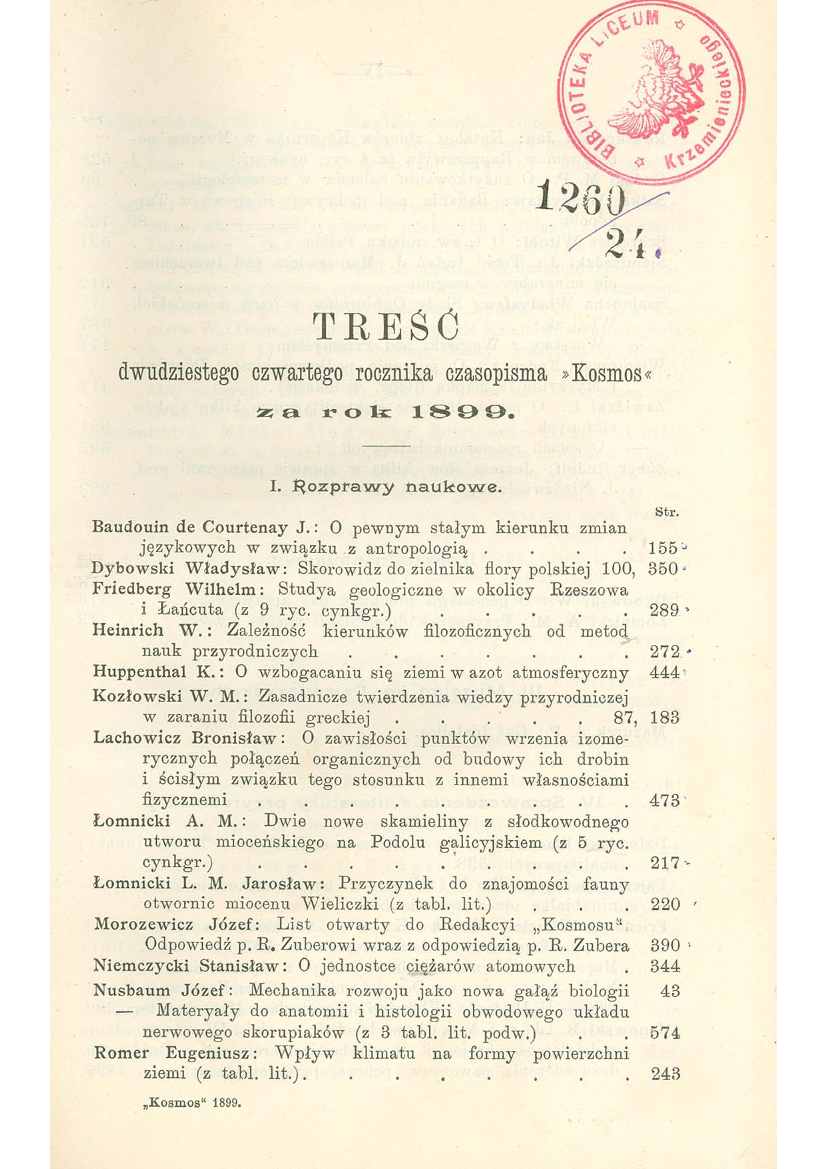 BIBLIOTEKA LICEUM
Krzemienieckiego
1260
24.
TREŚĆ
dwudziestego czwartego rocznika czasopisma »Kosmos«
za rok 1899.
I. Rozprawy naukowe.
Str.
Baudouin de Courtenay J.: O pewnym stałym kierunku zmian
językowych w związku z antropologią . . . . 155
Dybowski Władysław: Skorowidz do zielnika flory polskiej 100, 350
Friedberg Wilhelm: Studya geologiczne w okolicy Rzeszowa
i Łańcuta (z 9 ryc. cynkgr.) . . . . . 289
Heinrich W.: Zależność kierunków filozoficznych od metod
nauk przyrodniczych . . . . . . 272
Huppenthal K.: O wzbogacaniu się ziemi w azot atmosferyczny 444
Kozłowski W. M.: Zasadnicze twierdzenia wiedzy przyrodniczej
w zaraniu filozofii greckiej . . . . . 87, 183
Lachowicz Bronisław: O zawisłości punktów wrzenia izome-
rycznych połączeń organicznych od budowy ich drobin
i ścisłym związku tego stosunku z innemi własnościami
fizycznemi . . . . . . . . . 473
Łomnicki A. M.: Dwie nowe skamieliny z słodkowodnego
utworu mioceńskiego na Podolu galicyjskiem (z 5 ryc.
cynkgr.) . . . . . . . . . 217
Łomnicki L. M. Jarosław: Przyczynek do znajomości fauny
otwornic miocenu Wieliczki (z tabl. lit.) . . . 220
Morozewicz Józef: List otwarty do Redakcyi „Kosmosu“.
Odpowiedź p. R. Zuberowi wraz z odpowiedzią p. R. Zubera 390
Niemczycki Stanisław: O jednostce ciężarów atomowych . 344
Nusbaum Józef: Mechanika rozwoju jako nowa gałąź biologii 43
— Materyały do anatomii i histologii obwodowego układu
nerwowego skorupiaków (z 3 tabl. lit. podw.) . . 574
Romer Eugeniusz: Wpływ klimatu na formy powierzchni
ziemi (z tabl. lit.). . . . . . . . 243
„Kosmos“ 1899.